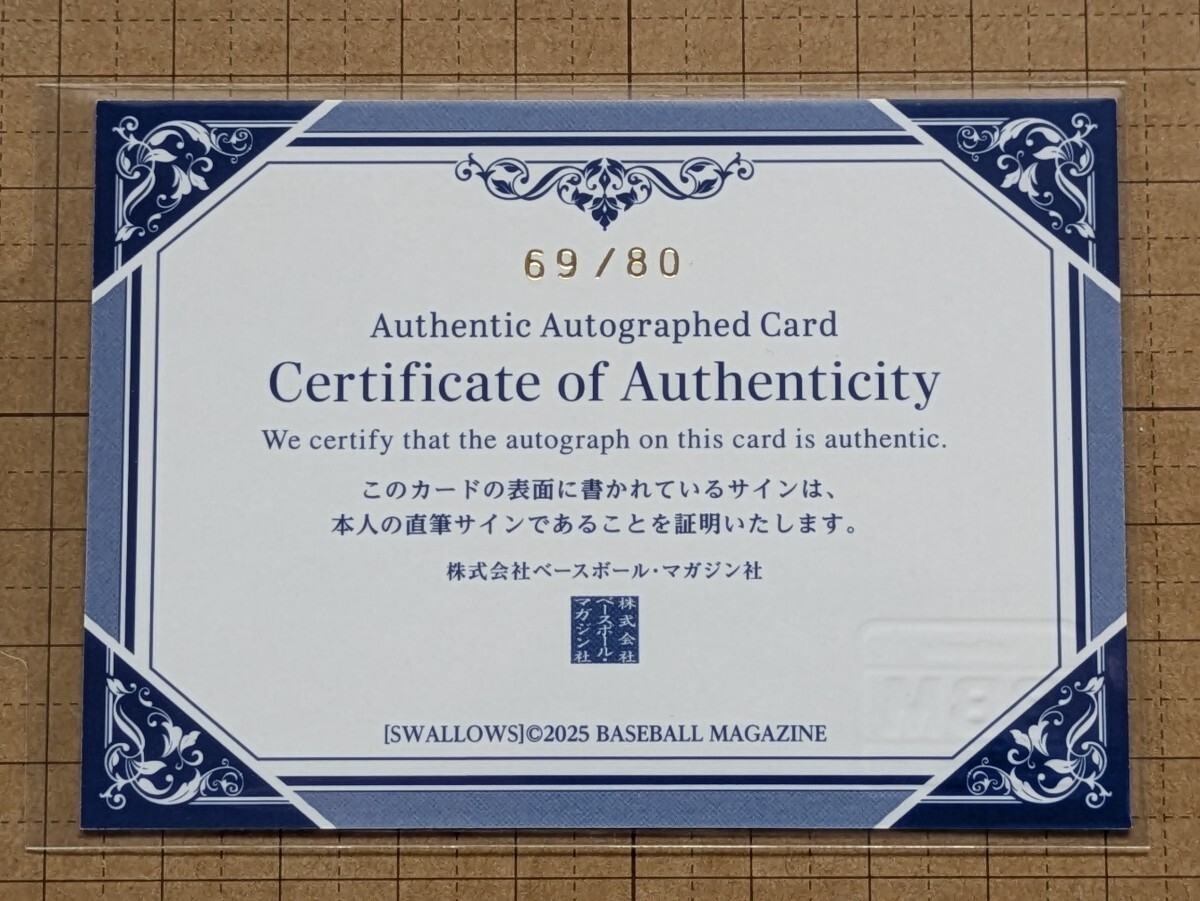 69/80
Authentic Autographed Card
Certificate of Authenticity
We certify that the autograph on this card is authentic.
このカードの表面に書かれているサインは、
本人の直筆サインであることを証明いたします。
株式会社ベースボール・マガジン社
株式会社
ベースボール・
マガジン社
[SWALLOWS]©2025 BASEBALL MAGAZINE